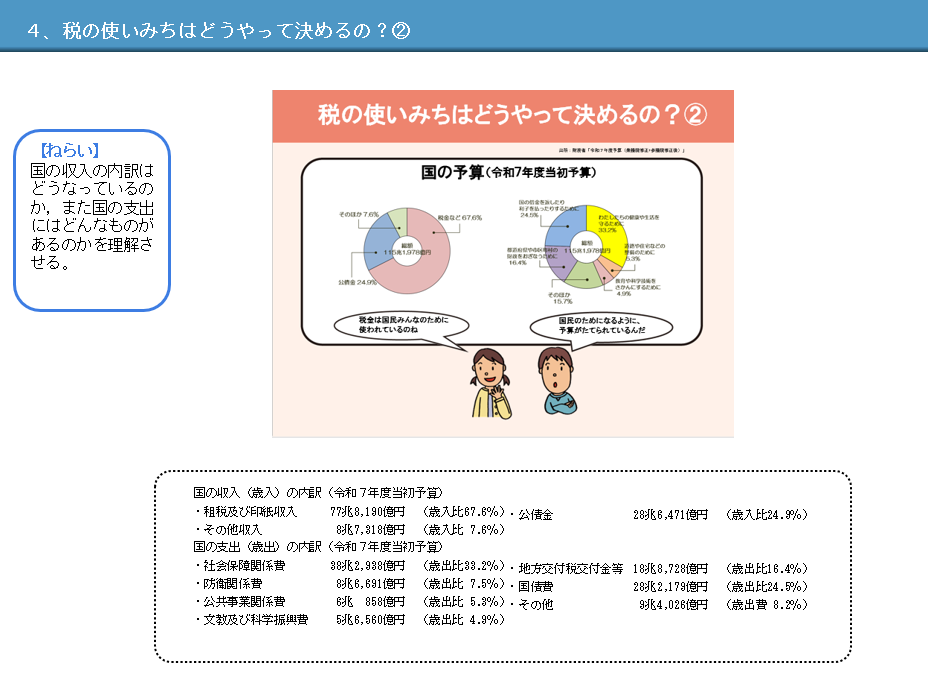 ４、税の使いみちはどうやって決めるの？②
【ねらい】
国の収入の内訳は
どうなっているの
か，また国の支出
にはどんなものが
あるのかを理解さ
せる。
税の使いみちはどうやって決めるの？②
国の予算(令和7年度当初予算)
そのほか 7.6%
税金など 67.6%
総額
115兆1,978億円
公債金 24.9%
国の借金を返したり
利子を払ったりするために
24.5%
わたしたちの健康や生活を
守るために
33.2%
総額
115兆1,978億円
道路や住宅などの
整備のために
5.3%
16.4%
教育や科学技術を
さかんにするために
4.9%
そのほか
15.7%
税金は国民みんなのために
使われているのね
国民のためになるように、
予算がたてられているんだ
国の収入（歳入）の内訳（令和７年度当初予算）
・租税及び印紙収入　77兆8,190億円　（歳入比67.6%）・公債金　28兆6,471億円　（歳入比24.9%）
・その他収入　8兆7,318億円　（歳入比 7.6%）
国の支出（歳出）の内訳（令和７年度当初予算）
・社会保障関係費　38兆2,938億円　（歳出比33.2%）・地方交付税交付金等　18兆8,728億円　（歳出比16.4%）
・防衛関係費　8兆6,691億円　（歳出比 7.5%）・国債費　28兆2,179億円　（歳出比24.5%）
・公共事業関係費　6兆　858億円　（歳出比 5.3%）・その他　9兆4,026億円　（歳出費 8.2%）
・文教及び科学振興費　5兆6,560億円　（歳出比 4.9%）